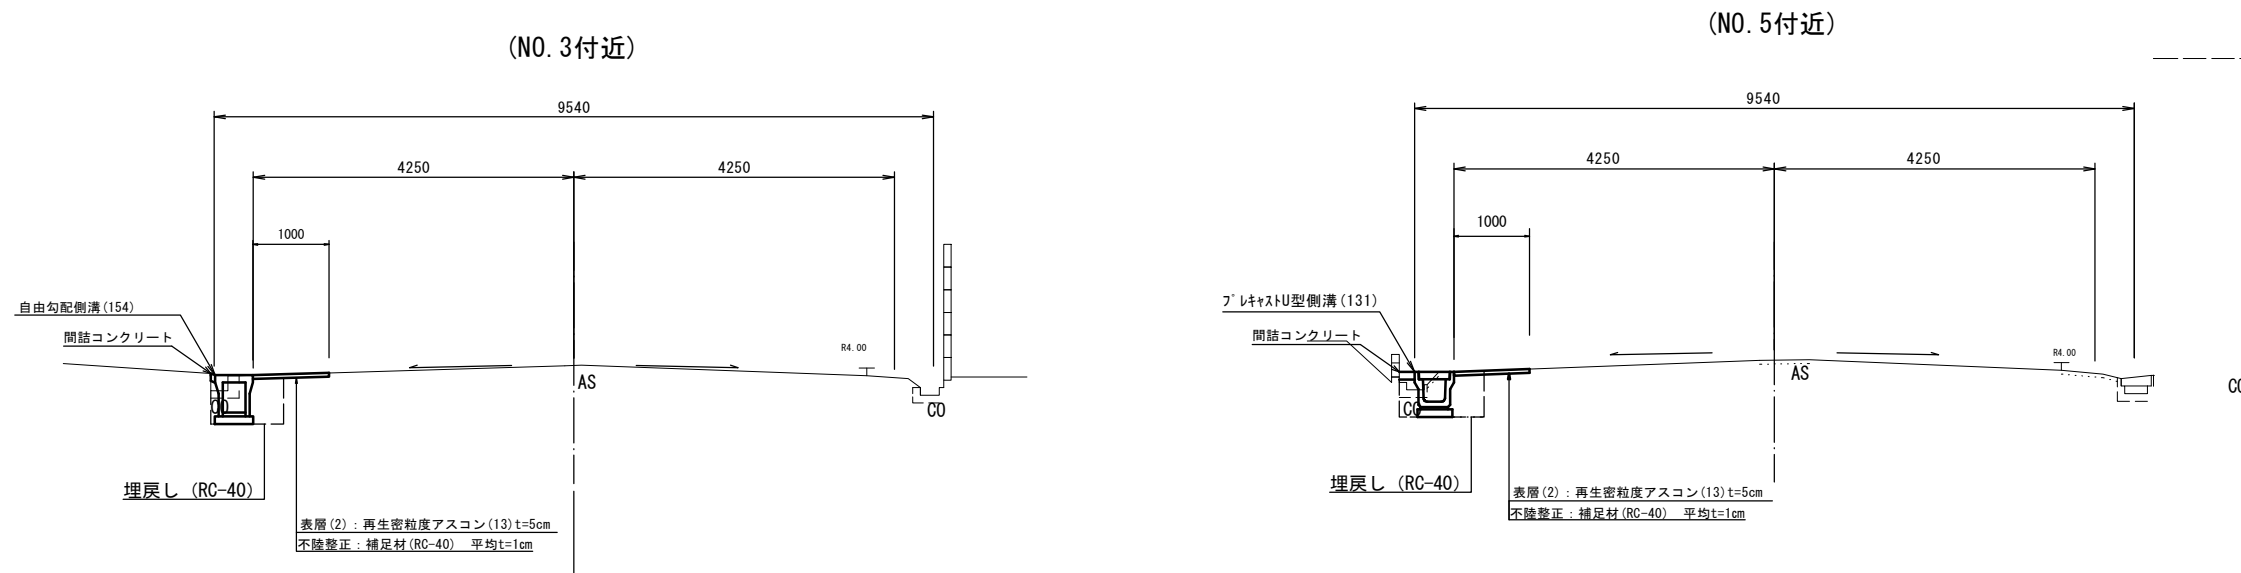 (NO.3付近)
9540
4250
4250
1000
自由勾配側溝(154)
間詰コンクリート
R4.00
AS
CO
CO
埋戻し (RC-40)
表層(2):再生密粒度アスコン(13)t=5cm
不陸整正:補足材(RC-40) 平均t=1cm
(NO.5付近)
9540
4250
4250
1000
プレキャストU型側溝(131)
間詰コンクリート
R4.00
AS
CO
埋戻し (RC-40)
表層(2):再生密粒度アスコン(13)t=5cm
不陸整正:補足材(RC-40) 平均t=1cm